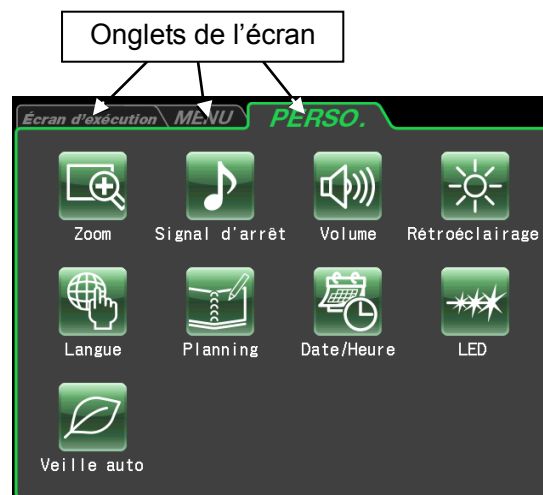 Onglets de l'écran
Écran d'exécution MENU PERSO.
Zoom Signal d'arrêt Volume Rétroéclairage
Langue Planning Date/Heure LED
Veille auto